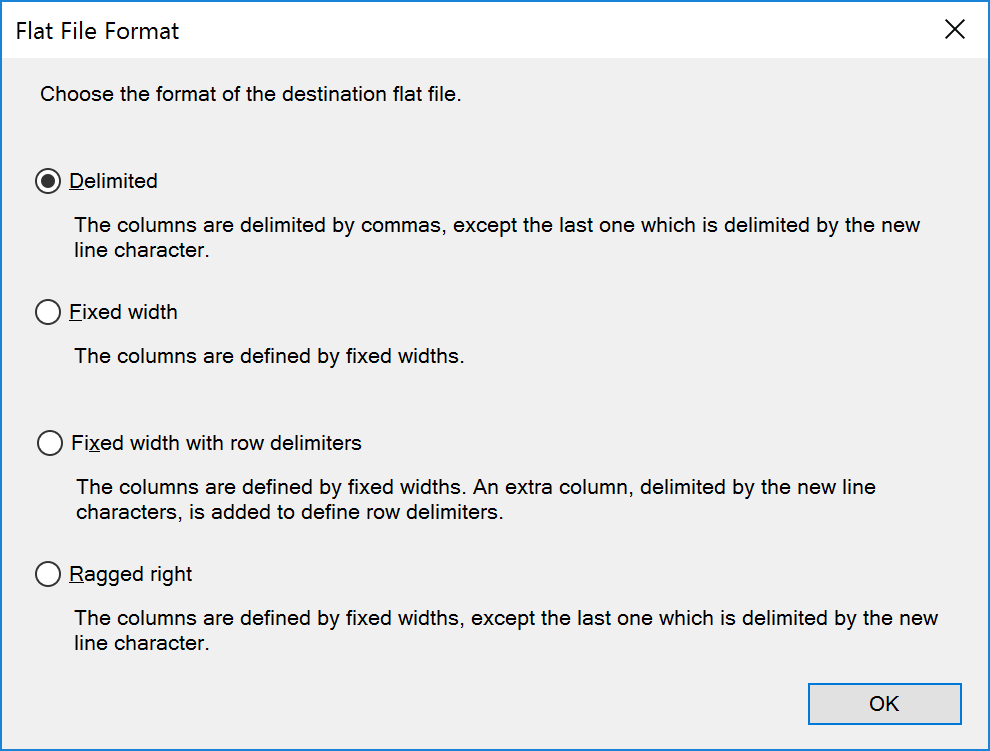 Flat File Format
Choose the format of the destination flat file.
Delimited
The columns are delimited by commas, except the last one which is delimited by the new
line character.
Fixed width
The columns are defined by fixed widths.
Fixed width with row delimiters
The columns are defined by fixed widths. An extra column, delimited by the new line
characters, is added to define row delimiters.
Ragged right
The columns are defined by fixed widths, except the last one which is delimited by the new
line character.
OK